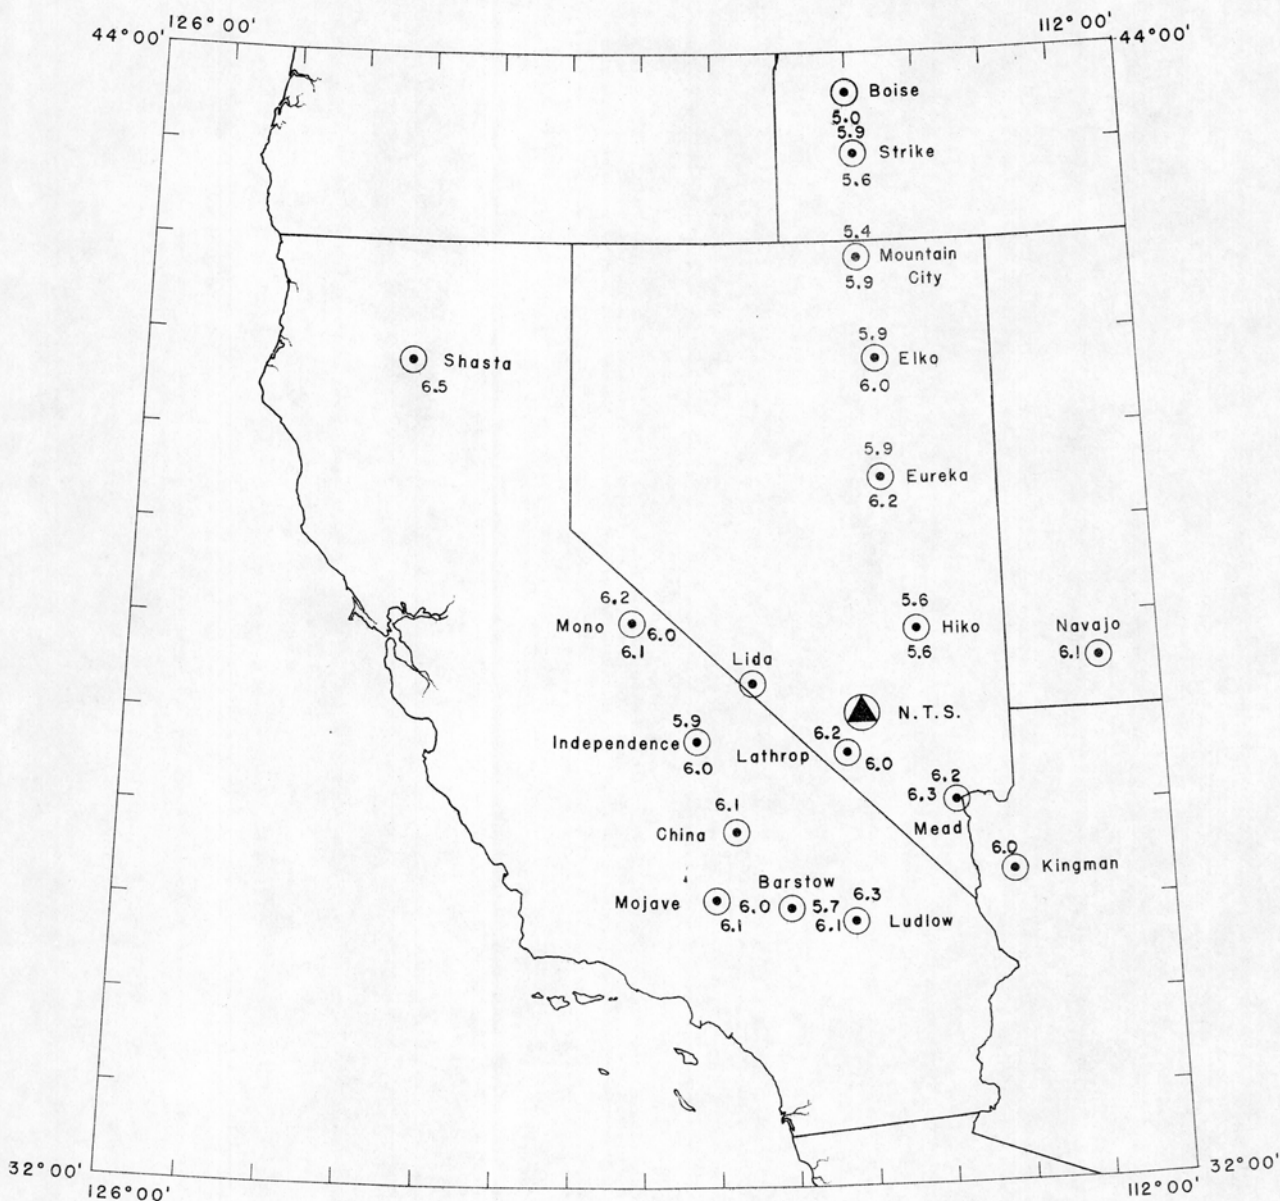 126°00'
112°00'
44°00'
44°00'
Boise
5.0
5.9
Strike
5.6
5.4
Mountain
City
5.9
5.9
Elko
6.0
Shasta
6.5
5.9
Eureka
6.2
6.2
Mono
6.0
6.1
5.6
Hiko
5.6
Navajo
6.1
Lida
N.T.S.
5.9
Independence
6.0
6.2
Lathrop
6.0
6.2
6.3
Mead
6.1
China
6.0
Kingman
Barstow
Mojave
6.0
6.1
5.7
6.3
6.1
Ludlow
32°00'
126°00'
32°00'
112°00'